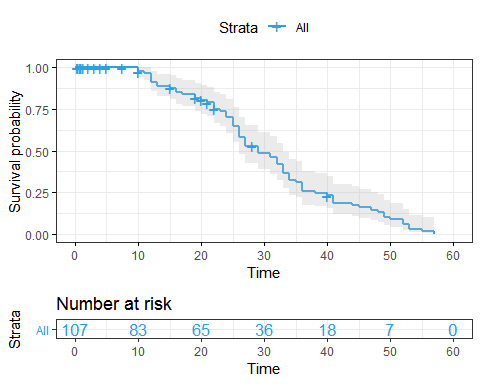 Strata All
1.00
0.75
0.50
0.25
0.00
Survival probability
0 10 20 30 40 50 60
Time
Number at risk
Strata
All 107 83 65 36 18 7 0
0 10 20 30 40 50 60
Time